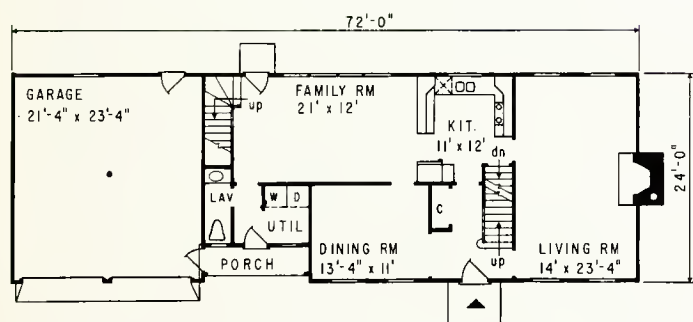 72'-0"
GARAGE
21'-4" x 23'-4"
up
FAMILY RM
21' x 12'
KIT.
11' x 12'
dn
24'-0"
LAV
W D
UTIL
C
PORCH
DINING RM
13'-4" x 11'
up
LIVING RM
14' x 23'-4"